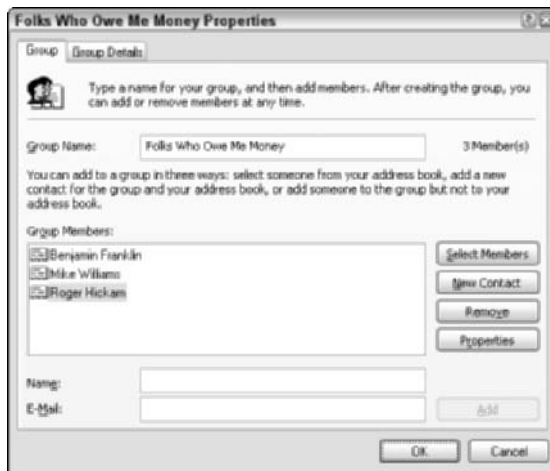 Folks Who Owe Me Money Properties
Group
Group Details
Type a name for your group, and then add members. After creating the group, you
can add or remove members at any time.
Group Name:
Folks Who Owe Me Money
3 Member(s)
You can add to a group in three ways: select someone from your address book, add a new
contact for the group and your address book, or add someone to the group but not to your
address book.
Group Members:
Benjamin Franklin
Select Members
Mike Williams
New Contact
Roger Hickam
Remove
Properties
Name:
E-Mail:
Add
OK
Cancel